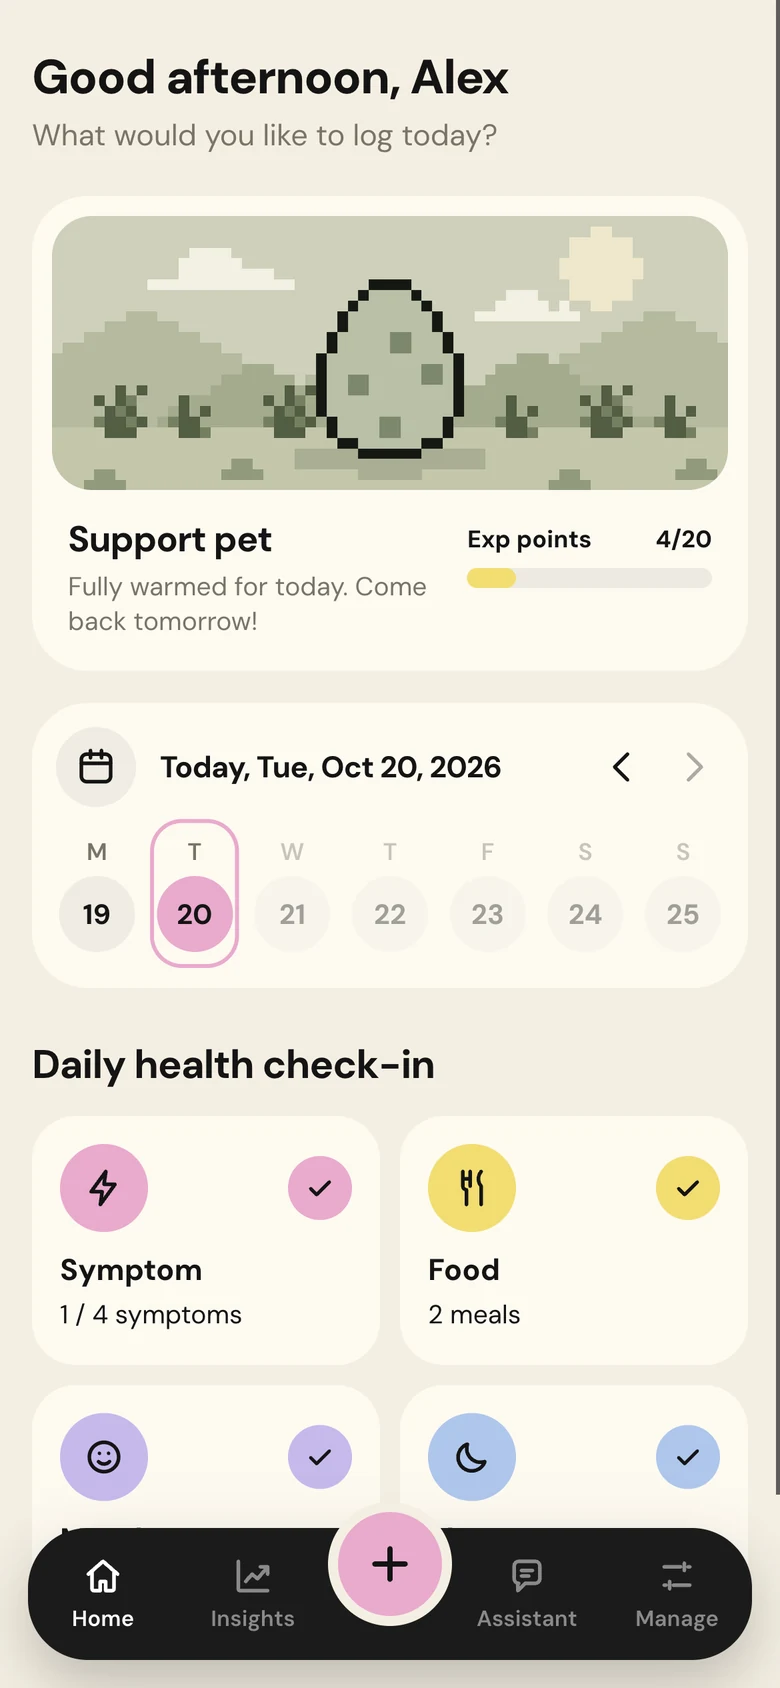 Good afternoon, Alex
What would you like to log today?
Support pet
Fully warmed for today. Come
back tomorrow!
Exp points 4/20
Today, Tue, Oct 20, 2026
M T W T F S S
19 20 21 22 23 24 25
Daily health check-in
Symptom
1 / 4 symptoms
Food
2 meals
Home
Insights
Assistant
Manage